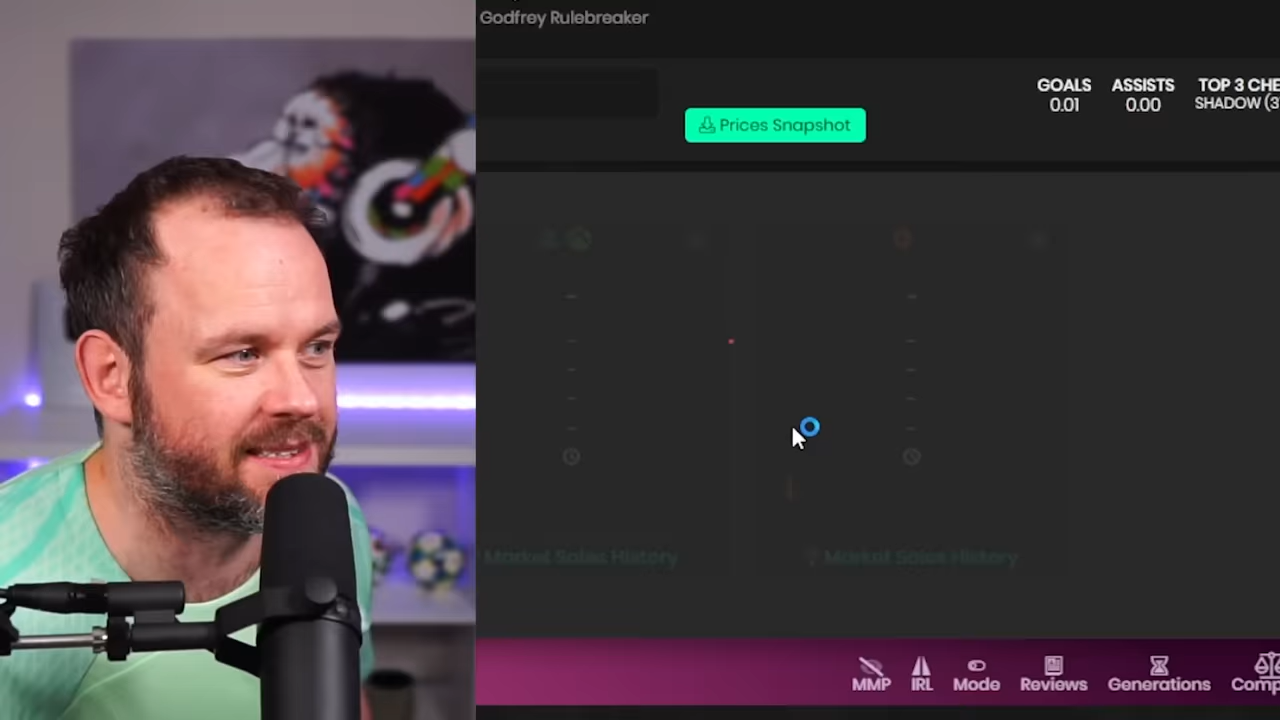 Godfrey Rulebreaker
GOALS ASSISTS TOP 3 CHE
0.01 0.00 SHADOW (3
Prices Snapshot
Market Sales History Market Sales History
MMP IRL Mode Reviews Generations Comp